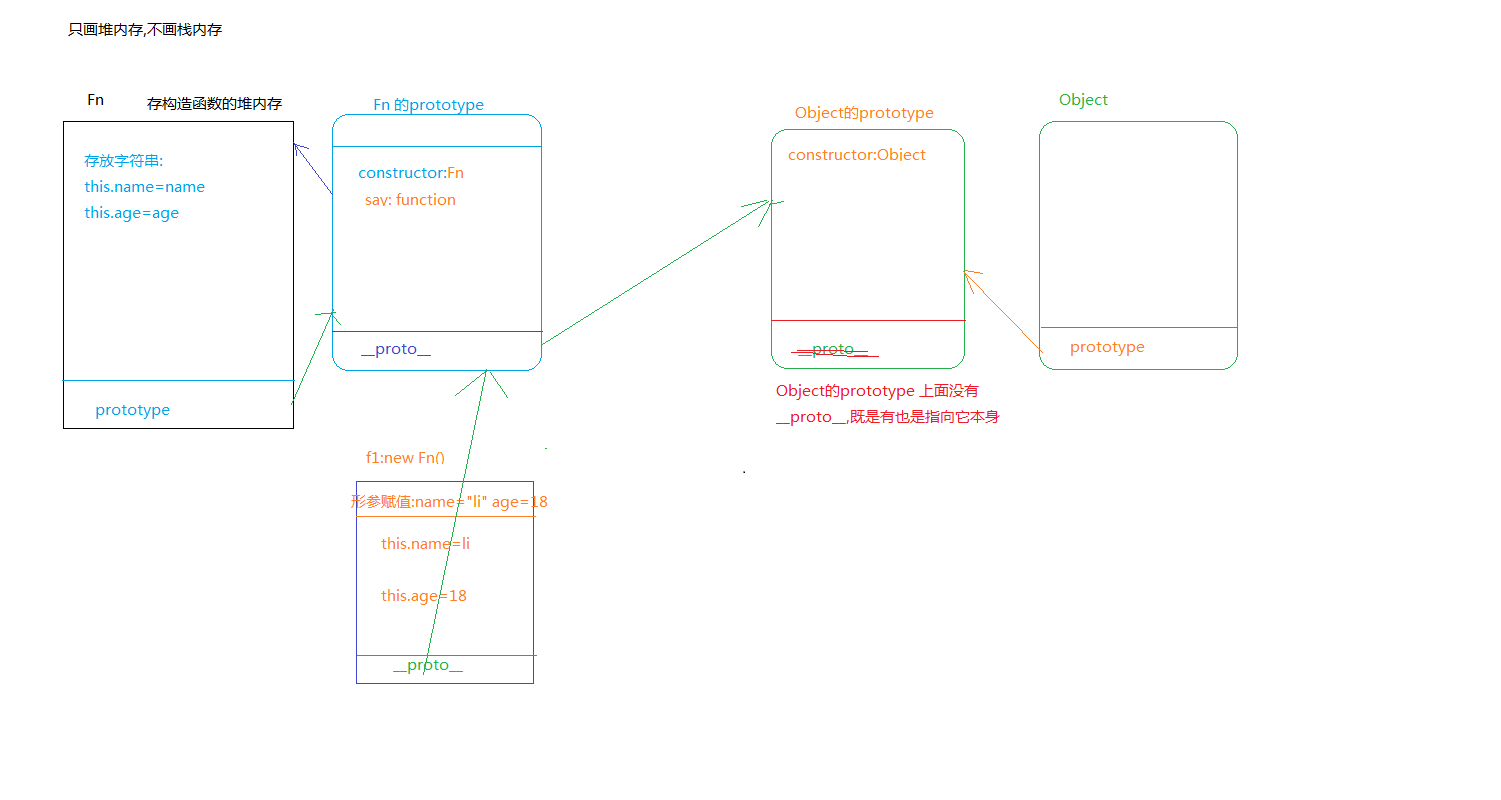 只画堆内存,不画栈内存
Fn
存构造函数的堆内存
存放字符串:
this.name=name
this.age=age
prototype
Fn 的prototype
constructor:Fn
say: function
__proto__
f1:new Fn()
形参赋值:name="li" age=18
this.name=li
this.age=18
__proto__
Object的prototype
constructor:Object
__proto__
Object的prototype 上面没有
__proto__,既是有也是指向它本身
Object
prototype